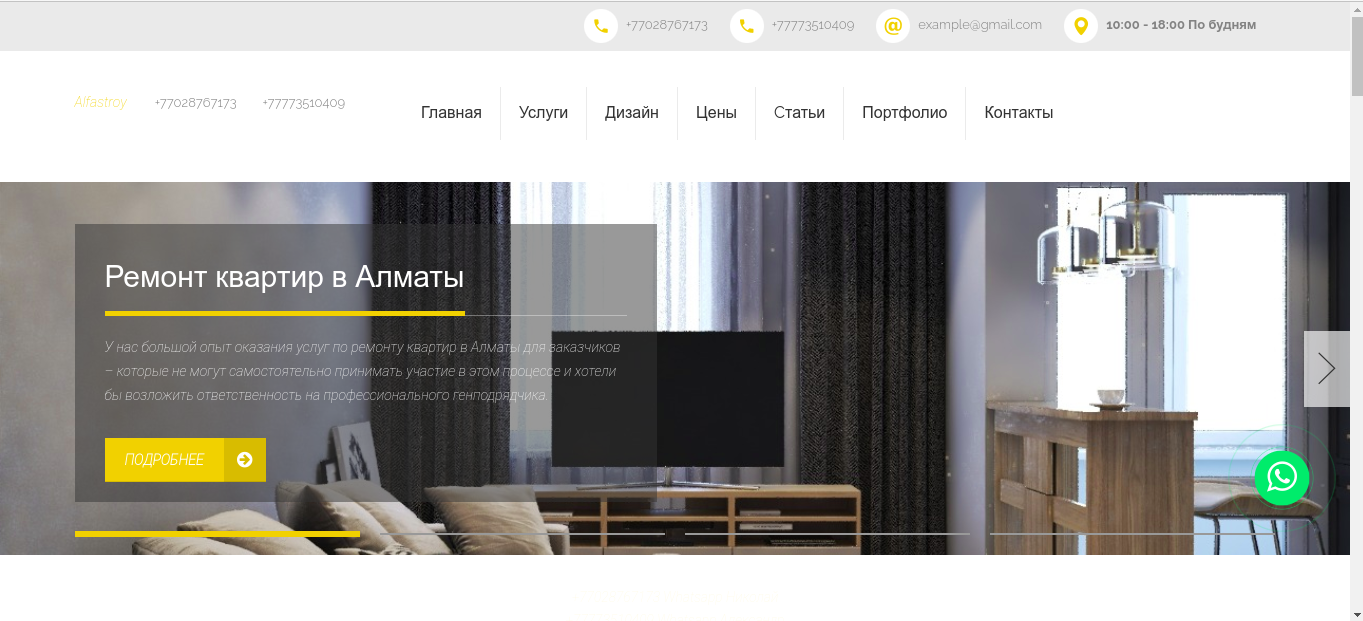 +77028767173 +77773510409 example@gmail.com 10:00 - 18:00 По будням
Alfastroy +77028767173 +77773510409
Главная Услуги Дизайн Цены Статьи Портфолио Контакты
Ремонт квартир в Алматы
У нас большой опыт оказания услуг по ремонту квартир в Алматы для заказчиков
– которые не могут самостоятельно принимать участие в этом процессе и хотели
бы возложить ответственность на профессионального генподрядчика.
ПОДРОБНЕЕ